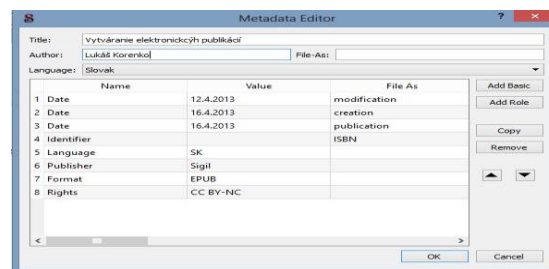 Metadata Editor
Title: Vytváranie elektronickcýh publikácií
Author: Lukáš Korenko File-As:
Language: Slovak
Name Value File As Add Basic
1 Date 12.4.2013 modification Add Role
2 Date 16.4.2013 creation
3 Date 16.4.2013 publication Copy
4 Identifier ISBN Remove
5 Language SK
6 Publisher Sigil
7 Format EPUB
8 Rights CC BY-NC
OK Cancel